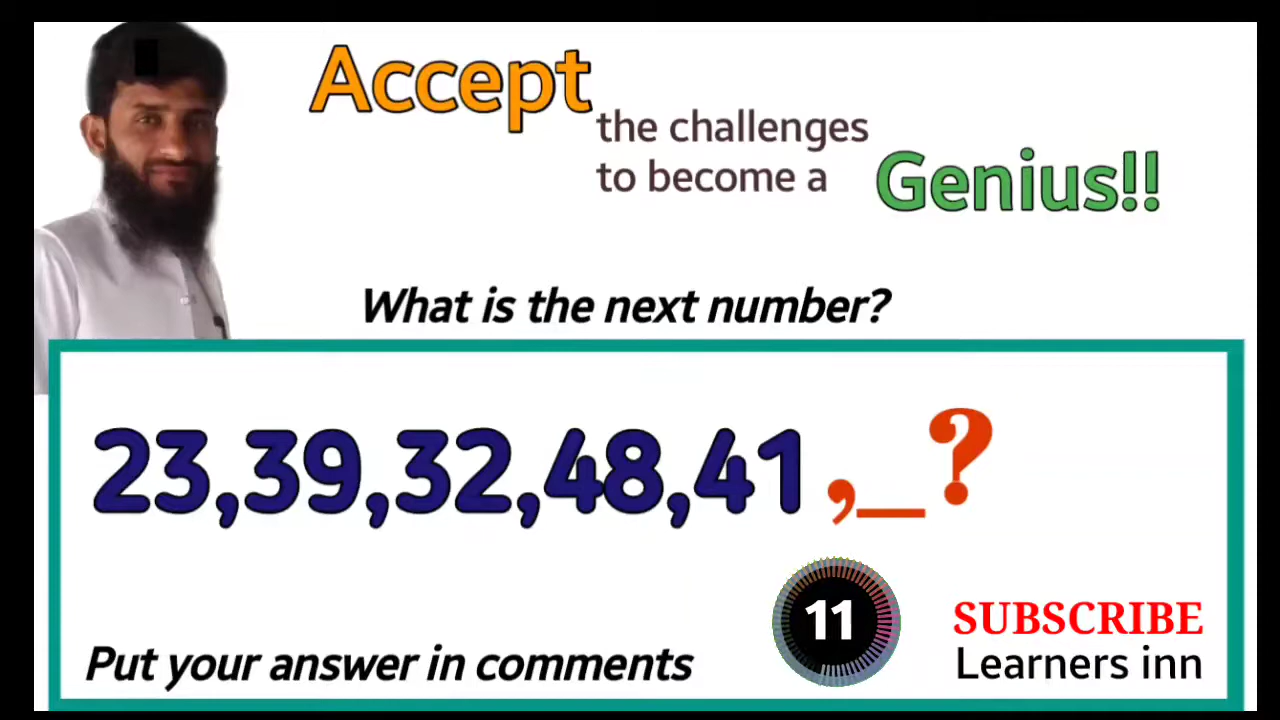 Accept
the challenges
to become a
Genius!!
What is the next number?
23,39,32,48,41,_?
11
SUBSCRIBE
Put your answer in comments
Learners inn